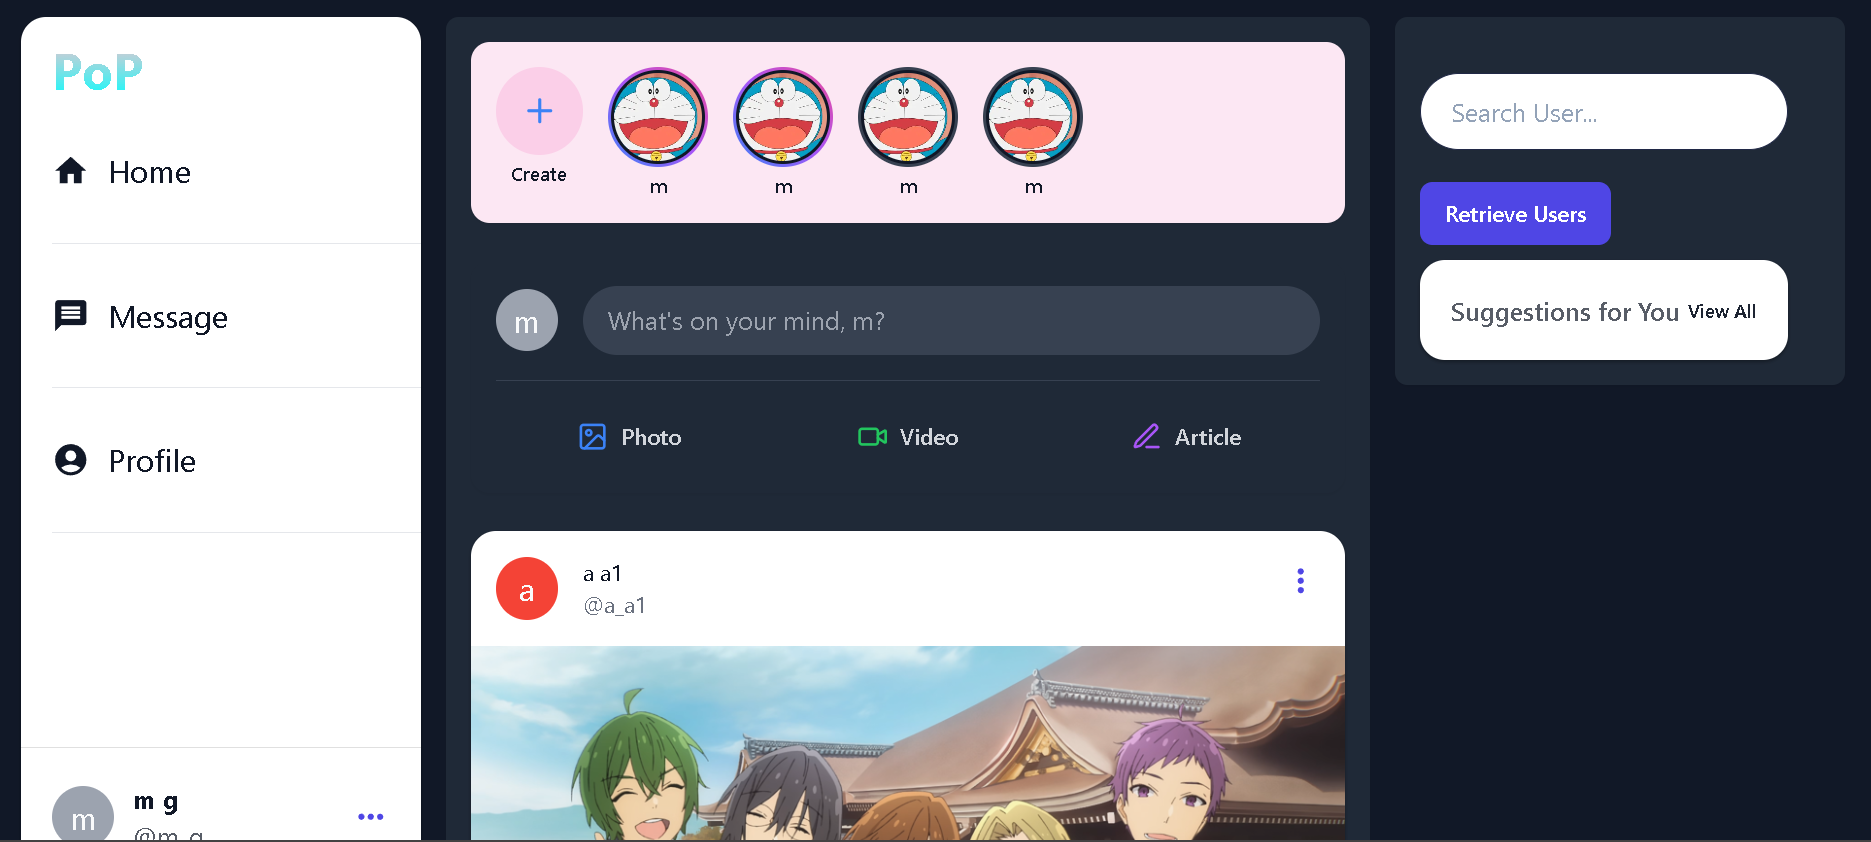 PoP
Home
Message
Profile
m
m g
@m_g
Create
m
m
m
m
m
What's on your mind, m?
Photo
Video
Article
a
a a1
@a_a1
Search User...
Retrieve Users
Suggestions for You View All